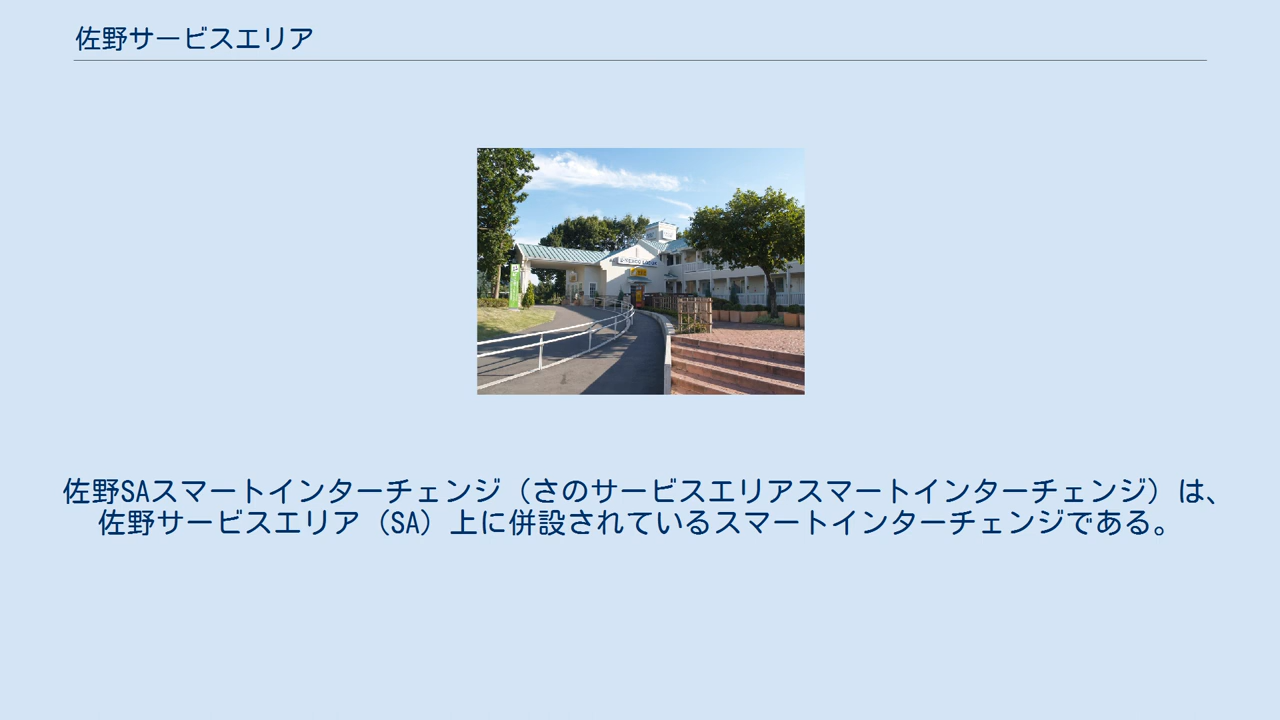 佐野サービスエリア
佐野SAスマートインターチェンジ（さのサービスエリアスマートインターチェンジ）は、
佐野サービスエリア（SA）上に併設されているスマートインターチェンジである。